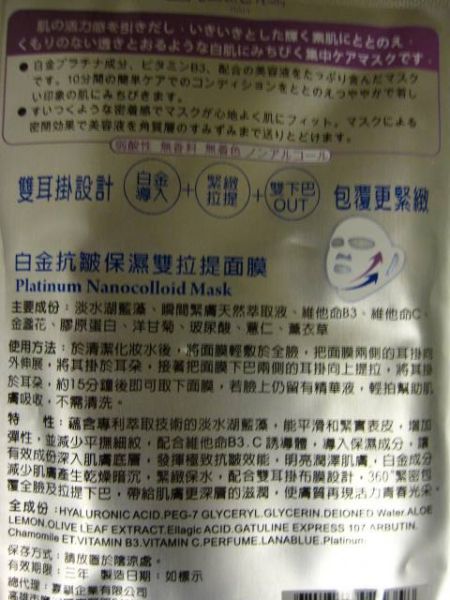 肌の活力感を引きだし、いきいきとした輝く素肌にととのえ
くもりのない透きとおるような白肌にみちびく集中ケアマスクです
●白金プラチナ成分、ビタミンB3、配合の美容液をたっぷり含んだマスク
です。10分間の簡単ケアでのコンディションをととのえつややかで若し
い印象の肌にみちびきます。
●すいつくような密着感でマスクが心地よく肌にフィット。マスクによる
密閉効果で美容液を角質層のすみずみまで送りとどけます。
弱酸性 無香料 無着色 ノンアルコール
雙耳掛設計 白金導入 + 緊緻拉提 + 雙下巴OUT 包覆更緊緻
白金抗皺保濕雙拉提面膜
Platinum Nanocolloid Mask
主要成份：淡水湖藍藻、瞬間緊膚天然萃取液、維他命B3、維他命C、
金盞花、膠原蛋白、洋甘菊、玻尿酸、薏仁、薰衣草
使用方法：於清潔化妝水後，將面膜輕敷於全臉，把面膜兩側的耳掛向
外伸展，將其掛於耳朵，接著把面膜下巴兩側的耳掛向上提拉，將其掛
於耳朵，約15分鐘後即可取下面膜，若臉上仍留有精華液，輕拍幫助肌
膚吸收，不需清洗。
特 性：蘊含專利萃取技術的淡水湖藍藻，能平滑和緊實表皮，增加
彈性，並減少平撫細紋，配合維他命B3.C誘導體，導入保濕成份，讓
有效成份深入肌膚底層，發揮極致抗皺效能，明亮潤澤肌膚，白金成分
減少肌膚產生乾燥暗沉，緊緻保水，配合雙耳掛布膜設計，360°緊密包
覆全臉及拉提下巴，帶給肌膚更深層的滋潤，使膚質再現活力青春光采。
全成份：HYALURONIC ACID.PEG-7 GLYCERYL.GLYCERIN.DEIONED Water.ALOE
LEMON.OLIVE LEAF EXTRACT.Ellagic ACID.GATULINE EXPRESS 107 ARBUTIN.
Chamomile ET.VITAMIN B3.VITAMIN C.PERFUME.LANABLUE.Platinum.
保存方式：請放置於陰涼處。
有效期限：三年 製造日期：如標示
總代理：企業有限公司